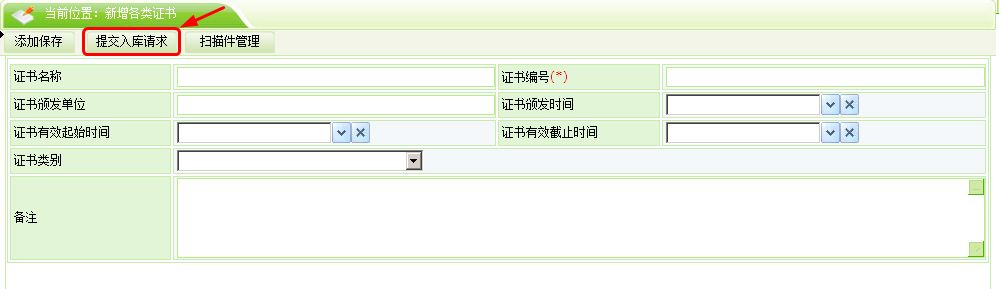 当前位置：新增各类证书
添加保存 提交入库请求 扫描件管理
证书名称 证书编号(*)
证书颁发单位 证书颁发时间
证书有效起始时间 证书有效截止时间
证书类别
备注